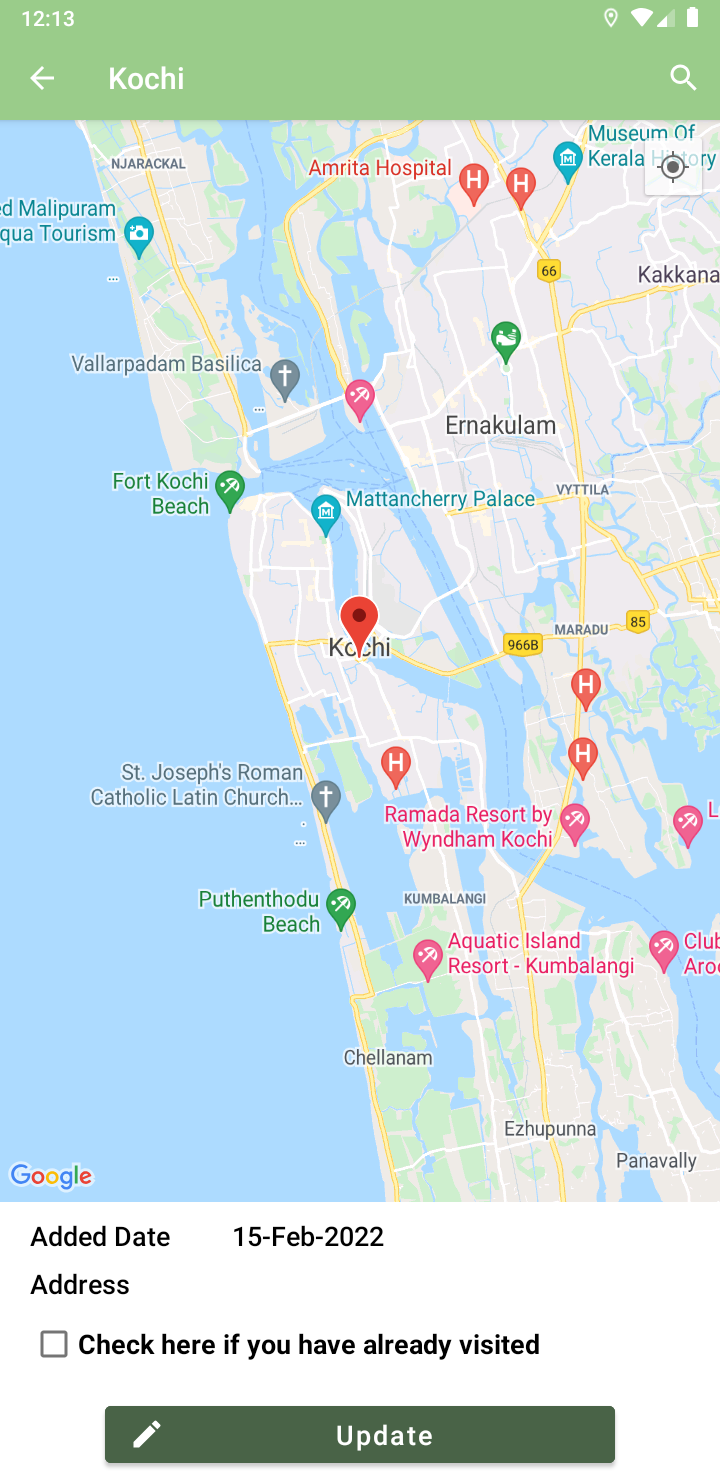 12:13
Kochi
Museum Of
Kerala History
NJARACKAL
Amrita Hospital
H
H
ed Malipuram
qua Tourism
66
Kakkana
...
Vallarpadam Basilica
...
Ernakulam
Fort Kochi
Beach
VYTTILA
Mattancherry Palace
M
M
85
MARADU
966B
Kochi
H
H
H
St. Joseph's Roman
Catholic Latin Church...
...
Ramada Resort by
Wyndham Kochi
L
Puthenthodu
Beach
KUMBALANGI
Aquatic Island
Resort - Kumbalangi
Club
Aroo
Chellanam
Ezhupunna
Panavally
Google
Added Date 15-Feb-2022
Address
Check here if you have already visited
Update